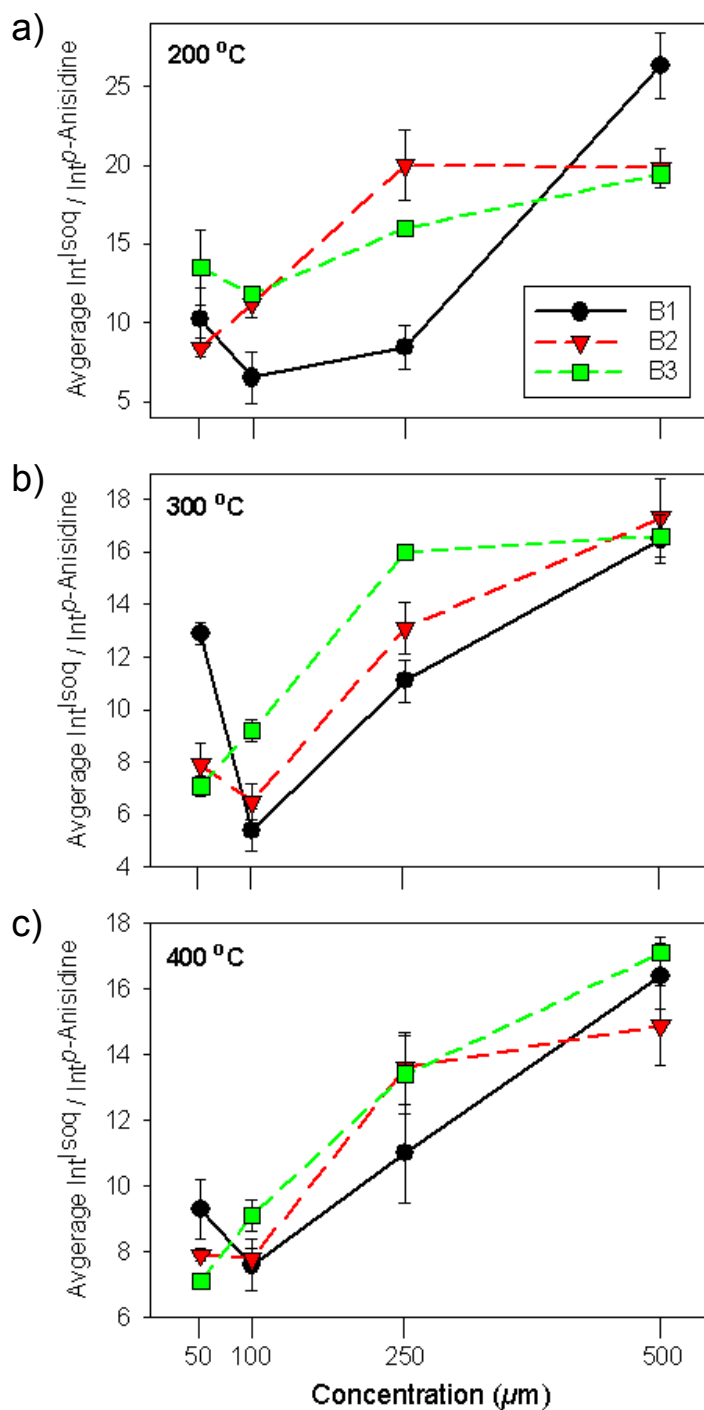 a)
200 °C
Avgerage Int^Isoq / Int^p-Anisidine
25
20
15
10
5
B1
B2
B3
b)
300 °C
Avgerage Int^Isoq / Int^p-Anisidine
18
16
14
12
10
8
6
4
c)
400 °C
Avgerage Int^Isoq / Int^p-Anisidine
18
16
14
12
10
8
6
50 100 250 500
Concentration (µm)